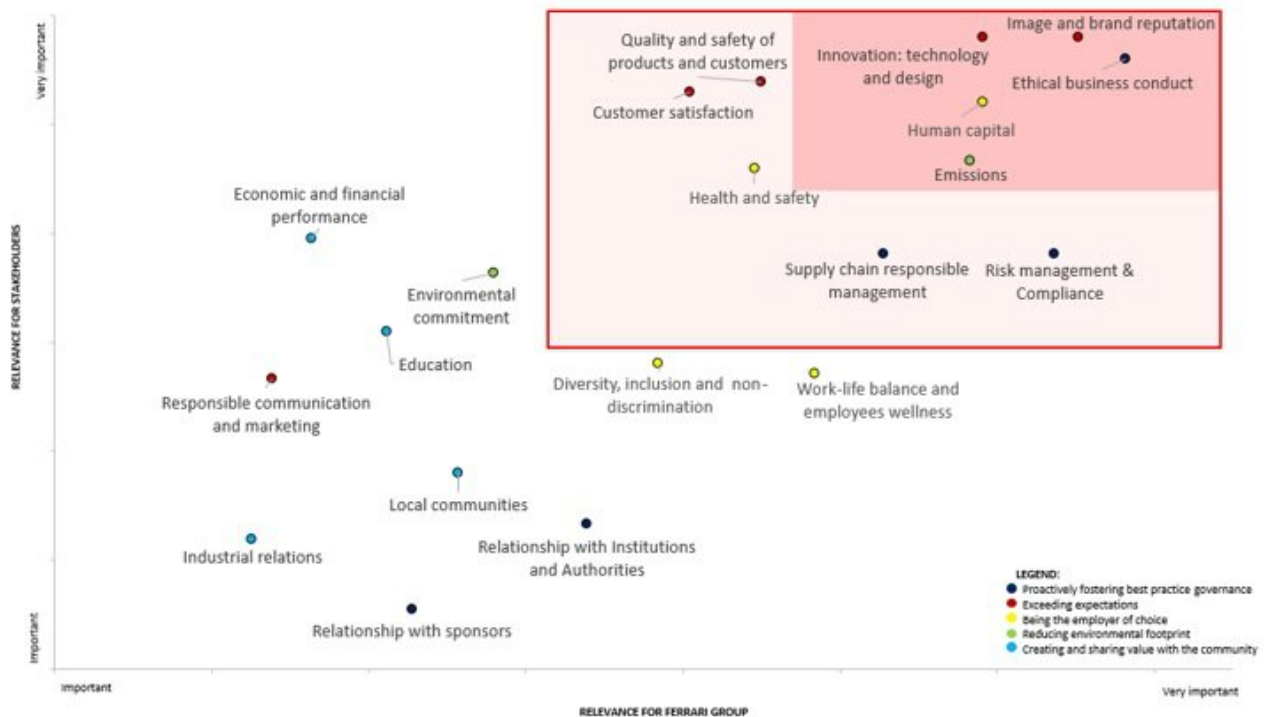 Very important
RELEVANCE FOR STAKEHOLDERS
Important
Image and brand reputation
Quality and safety of
products and customers
Innovation: technology
and design
Ethical business conduct
Customer satisfaction
Human capital
Emissions
Health and safety
Economic and financial
performance
Supply chain responsible
management
Risk management &
Compliance
Environmental
commitment
Education
Diversity, inclusion and non-
discrimination
Work-life balance and
employees wellness
Responsible communication
and marketing
Local communities
Relationship with Institutions
and Authorities
Industrial relations
Relationship with sponsors
LEGEND:
Proactively fostering best practice governance
Exceeding expectations
Being the employer of choice
Reducing environmental footprint
Creating and sharing value with the community
Important
Very important
RELEVANCE FOR FERRARI GROUP